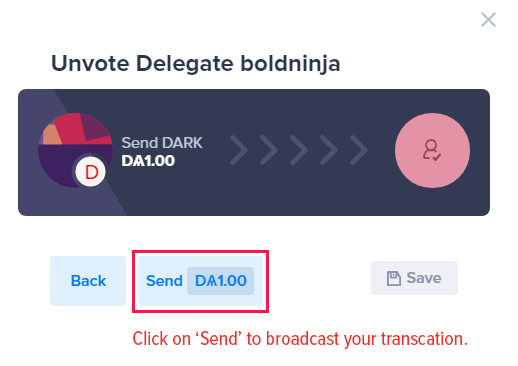 Unvote Delegate boldninja
Send DARK
DѦ1.00
D
Back
Send DѦ1.00
Save
Click on ‘Send’ to broadcast your transcation.